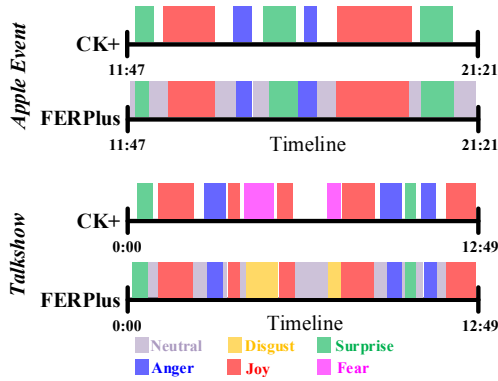 Apple Event
CK+
11:47 21:21
FERPlus
11:47 Timeline 21:21
Talkshow
CK+
0:00 12:49
FERPlus
0:00 Timeline 12:49
Neutral Disgust Surprise
Anger Joy Fear